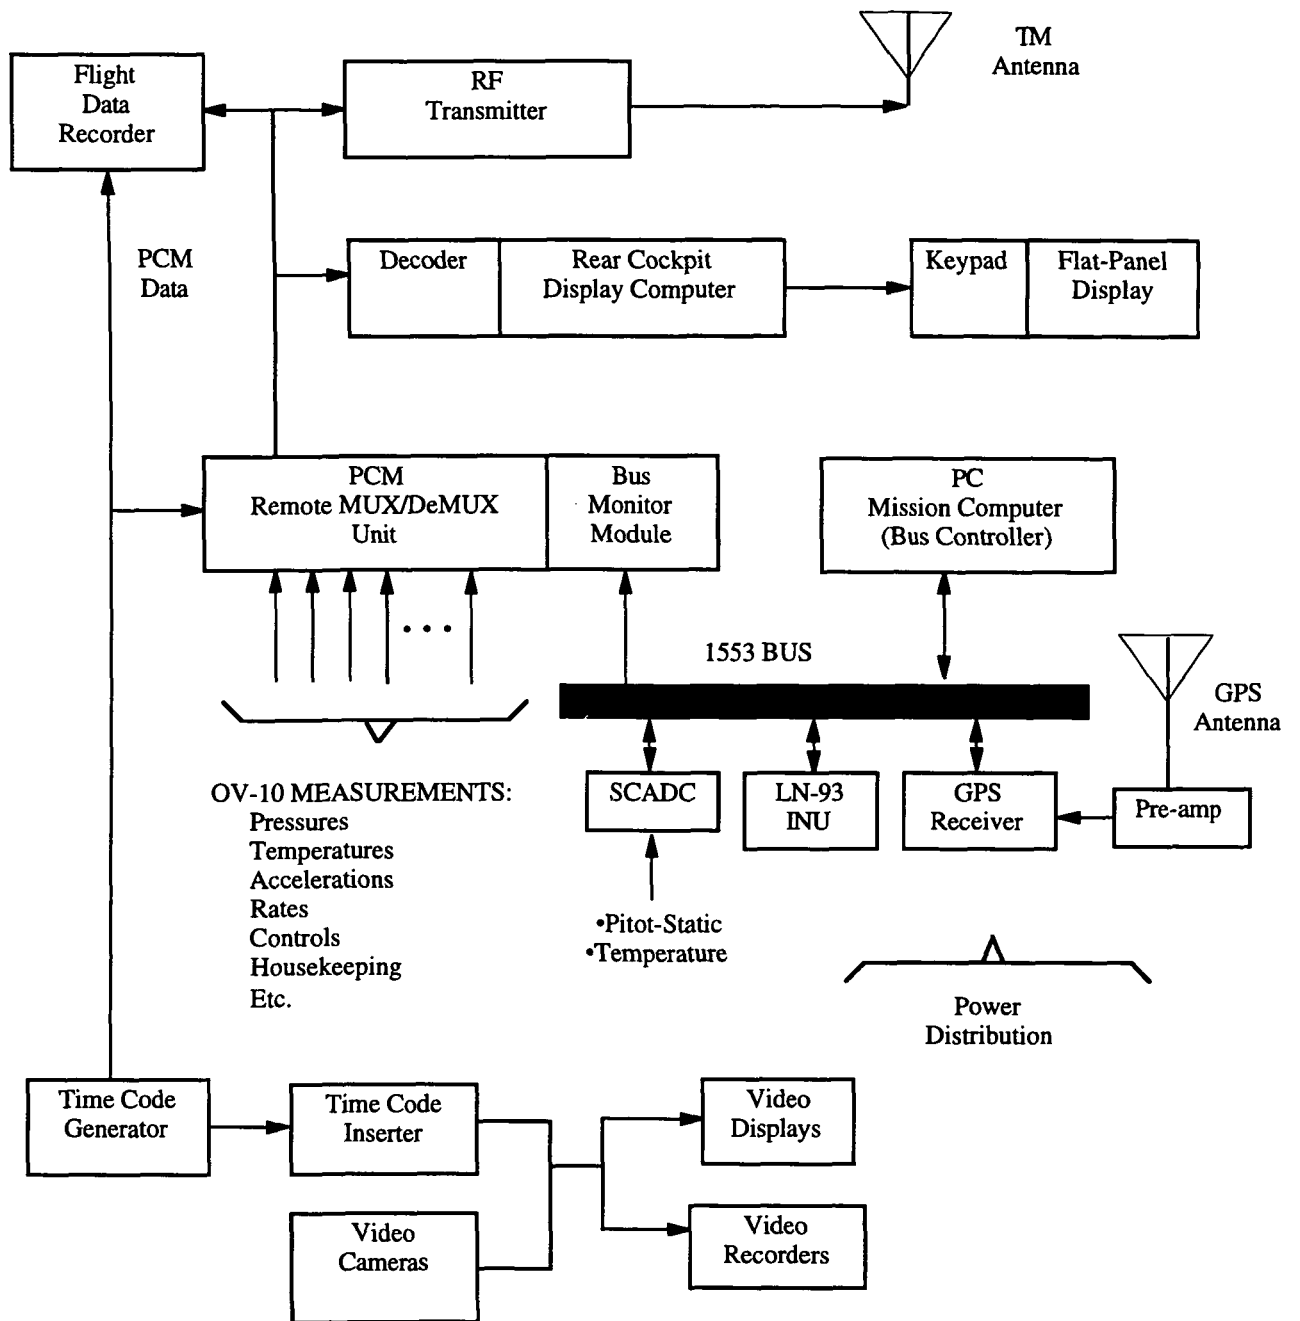 TM
Antenna
Flight
Data
Recorder
RF
Transmitter
PCM
Data
Decoder
Rear Cockpit
Display Computer
Keypad
Flat-Panel
Display
PCM
Remote MUX/DeMUX
Unit
Bus
Monitor
Module
PC
Mission Computer
(Bus Controller)
• • •
1553 BUS
GPS
Antenna
OV-10 MEASUREMENTS:
Pressures
Temperatures
Accelerations
Rates
Controls
Housekeeping
Etc.
SCADC
LN-93
INU
GPS
Receiver
Pre-amp
•Pitot-Static
•Temperature
Power
Distribution
Time Code
Generator
Time Code
Inserter
Video
Displays
Video
Cameras
Video
Recorders